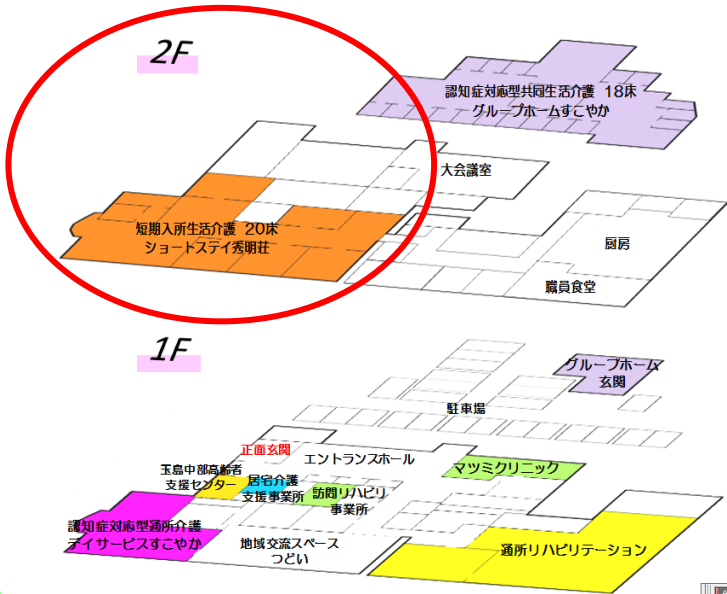 2F
認知症対応型共同生活介護 18床
グループホームすこやか
大会議室
短期入所生活介護 20床
ショートステイ秀明荘
厨房
職員食堂
1F
グループホーム
玄関
駐車場
正面玄関
エントランスホール
マツミクリニック
玉島中部高齢者
支援センター
居宅介護
支援事業所
訪問リハビリ
事業所
認知症対応型通所介護
デイサービスすこやか
地域交流スペース
つどい
通所リハビリテーション